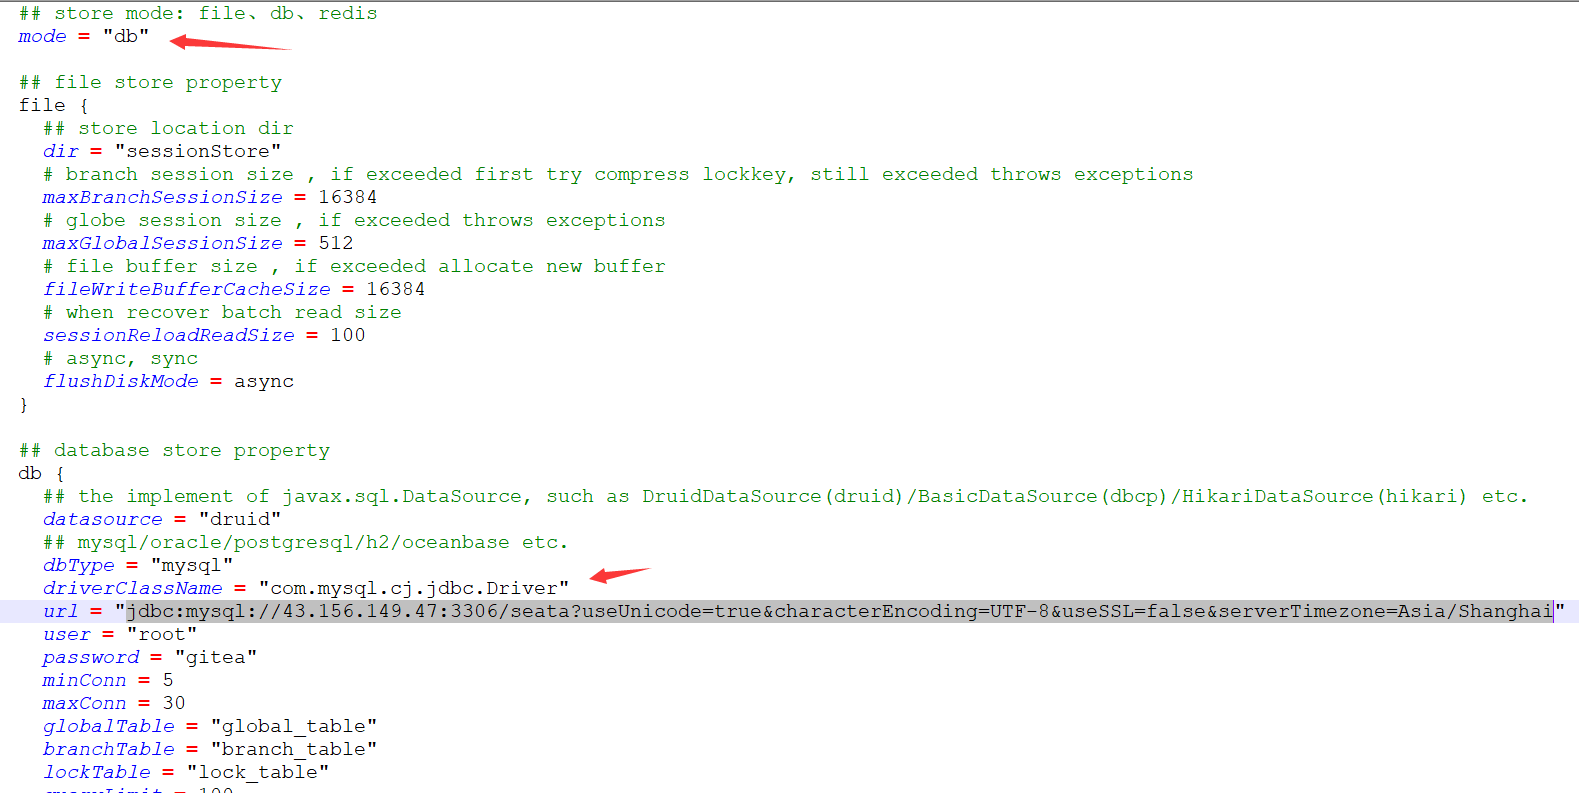 ## store mode: file、db、redis
mode = "db"
## file store property
file {
## store location dir
dir = "sessionStore"
# branch session size , if exceeded first try compress lockkey, still exceeded throws exceptions
maxBranchSessionSize = 16384
# globe session size , if exceeded throws exceptions
maxGlobalSessionSize = 512
# file buffer size , if exceeded allocate new buffer
fileWriteBufferCacheSize = 16384
# when recover batch read size
sessionReloadReadSize = 100
# async, sync
flushDiskMode = async
}
## database store property
db {
## the implement of javax.sql.DataSource, such as DruidDataSource(druid)/BasicDataSource(dbcp)/HikariDataSource(hikari) etc.
datasource = "druid"
## mysql/oracle/postgresql/h2/oceanbase etc.
dbType = "mysql"
driverClassName = "com.mysql.cj.jdbc.Driver"
url = "jdbc:mysql://43.156.149.47:3306/seata?useUnicode=true&characterEncoding=UTF-8&useSSL=false&serverTimezone=Asia/Shanghai"
user = "root"
password = "gitea"
minConn = 5
maxConn = 30
globalTable = "global_table"
branchTable = "branch_table"
lockTable = "lock_table"
queryLimit = 100